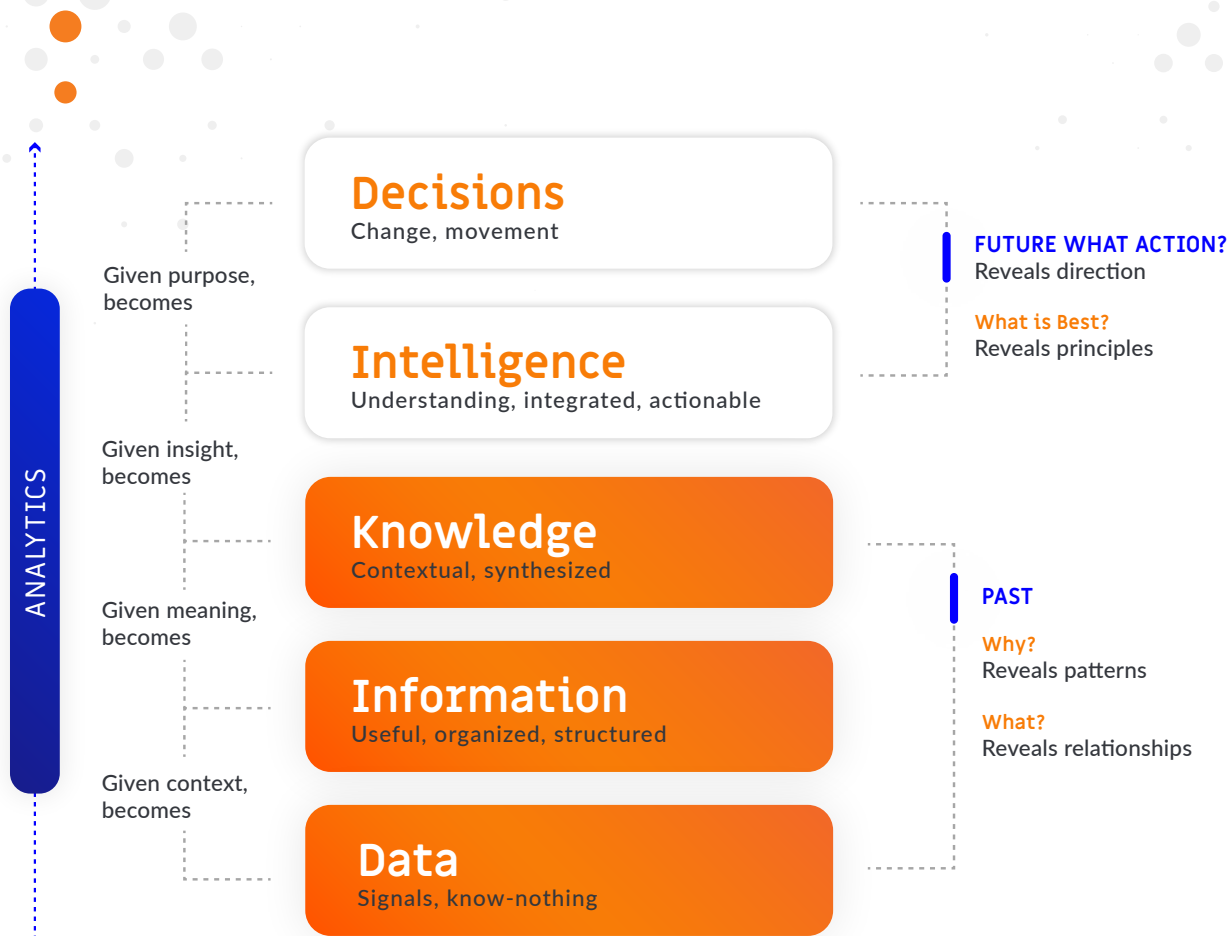 Decisions
Change, movement
FUTURE WHAT ACTION?
Reveals direction
Given purpose,
becomes
What is Best?
Reveals principles
Intelligence
Understanding, integrated, actionable
Given insight,
becomes
ANALYTICS
Knowledge
Contextual, synthesized
PAST
Given meaning,
becomes
Why?
Reveals patterns
Information
Useful, organized, structured
What?
Reveals relationships
Given context,
becomes
Data
Signals, know-nothing